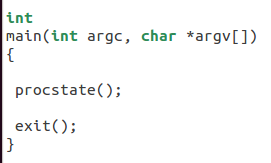 int
main(int argc, char *argv[])
{
procstate();
exit();
}